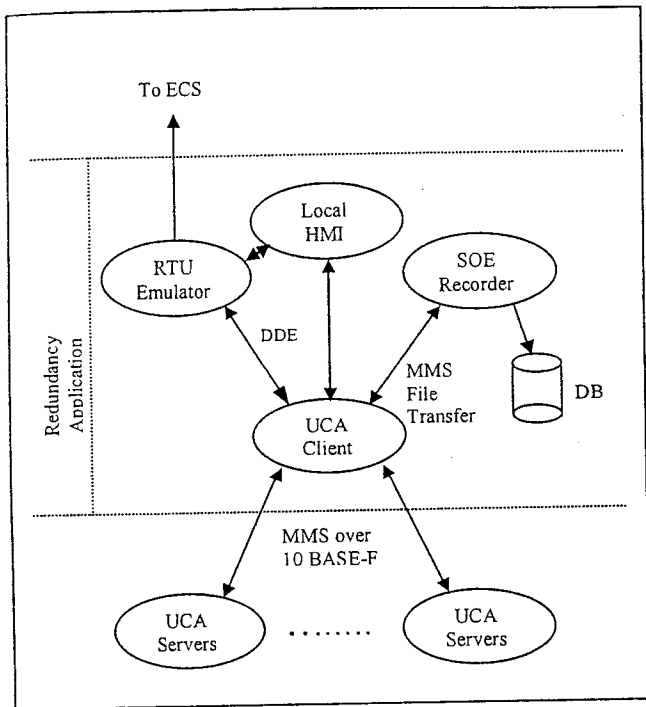 To ECS
Local
HMI
RTU
Emulator
SOE
Recorder
DDE
MMS
File
Transfer
DB
Redundancy
Application
UCA
Client
MMS over
10 BASE-F
UCA
Servers
........
UCA
Servers